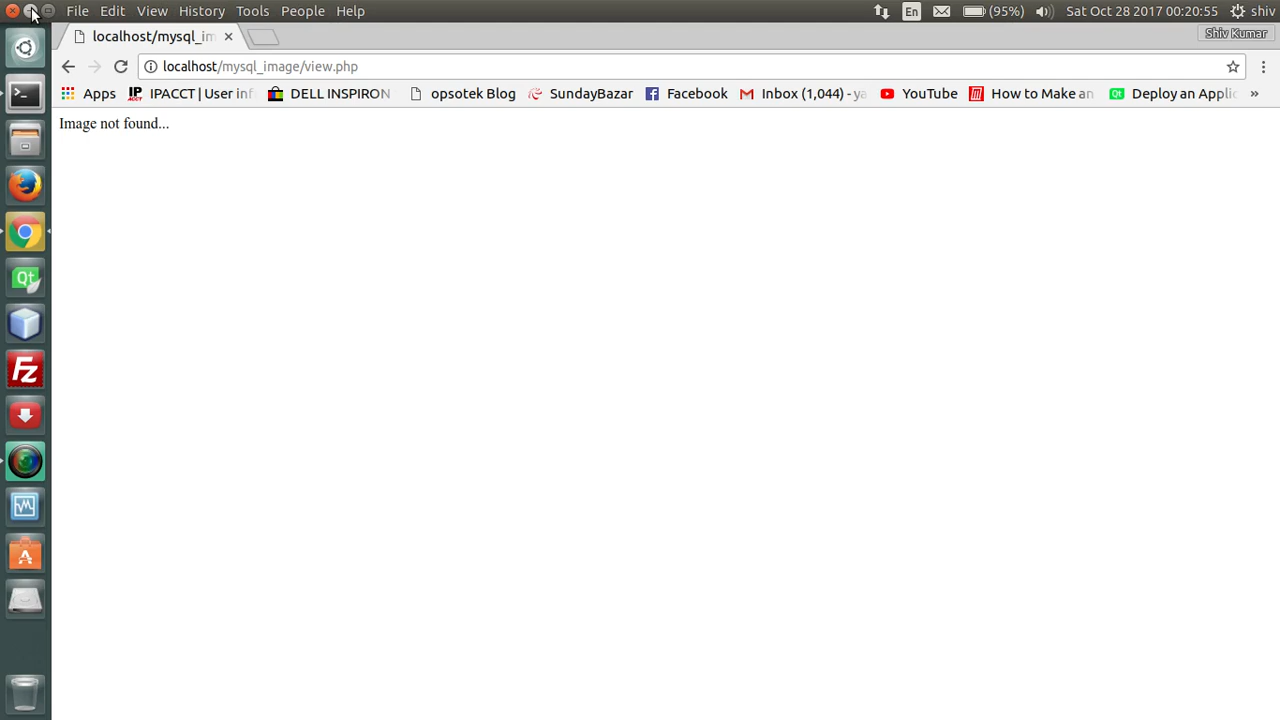 File Edit View History Tools People Help En (95%) Sat Oct 28 2017 00:20:55 shiv
localhost/mysql_im Shiv Kumar
localhost/mysql_image/view.php
Apps IPACCT | User inf DELL INSPIRON opsotek Blog SundayBazar Facebook Inbox (1,044) - ya YouTube How to Make an Deploy an Applic »
Image not found...